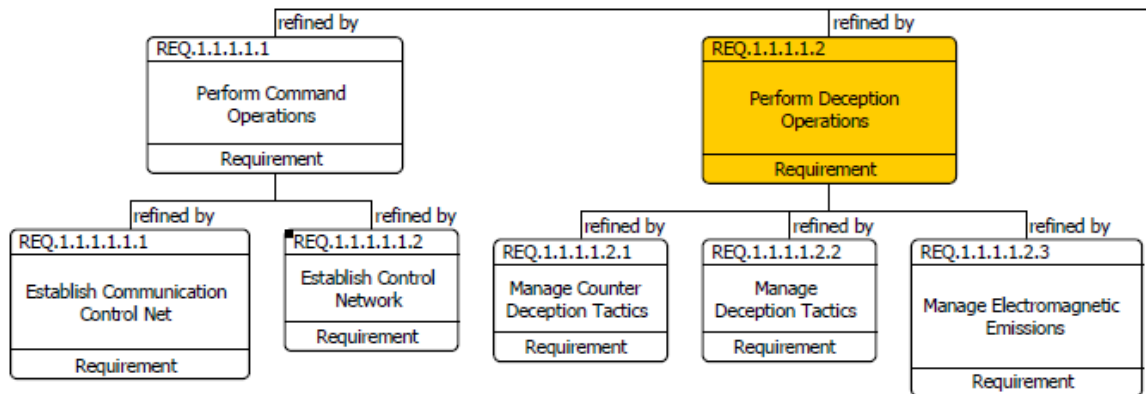 refined by
refined by
REQ.1.1.1.1.1
Perform Command
Operations
Requirement
REQ.1.1.1.1.2
Perform Deception
Operations
Requirement
refined by
refined by
refined by
refined by
refined by
REQ.1.1.1.1.1.1
Establish Communication
Control Net
Requirement
REQ.1.1.1.1.1.2
Establish Control
Network
Requirement
REQ.1.1.1.1.2.1
Manage Counter
Deception Tactics
Requirement
REQ.1.1.1.1.2.2
Manage
Deception Tactics
Requirement
REQ.1.1.1.1.2.3
Manage Electromagnetic
Emissions
Requirement